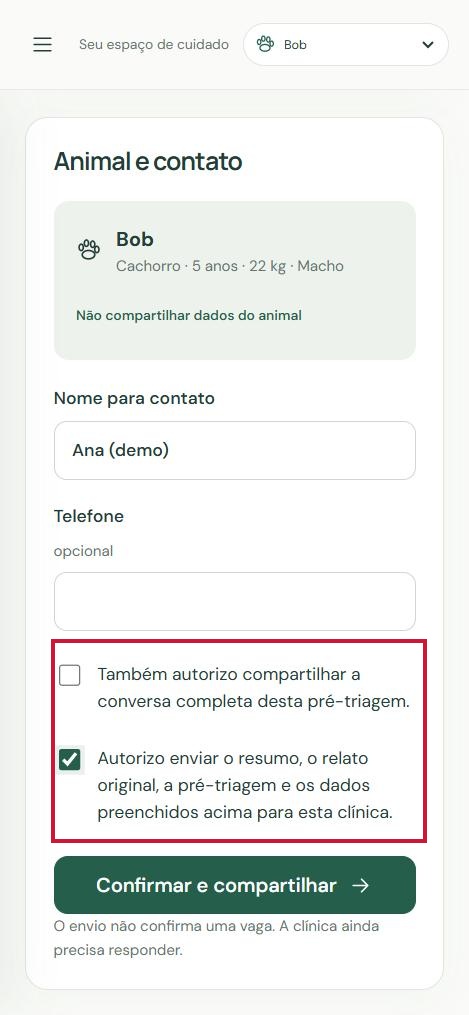 Seu espaço de cuidado
Bob
Animal e contato
Bob
Cachorro · 5 anos · 22 kg · Macho
Não compartilhar dados do animal
Nome para contato
Ana (demo)
Telefone
opcional
Também autorizo compartilhar a
conversa completa desta pré-triagem.
Autorizo enviar o resumo, o relato
original, a pré-triagem e os dados
preenchidos acima para esta clínica.
Confirmar e compartilhar →
O envio não confirma uma vaga. A clínica ainda
precisa responder.